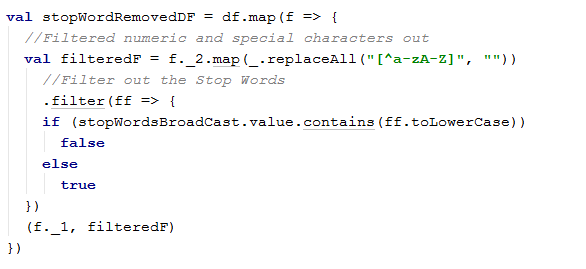 val stopWordRemovedDF = df.map(f => {
  //Filtered numeric and special characters out
  val filteredF = f._2.map(_.replaceAll("[^a-zA-Z]", ""))
    //Filter out the Stop Words
    .filter(ff => {
    if (stopWordsBroadCast.value.contains(ff.toLowerCase))
      false
    else
      true
  })
  (f._1, filteredF)
})